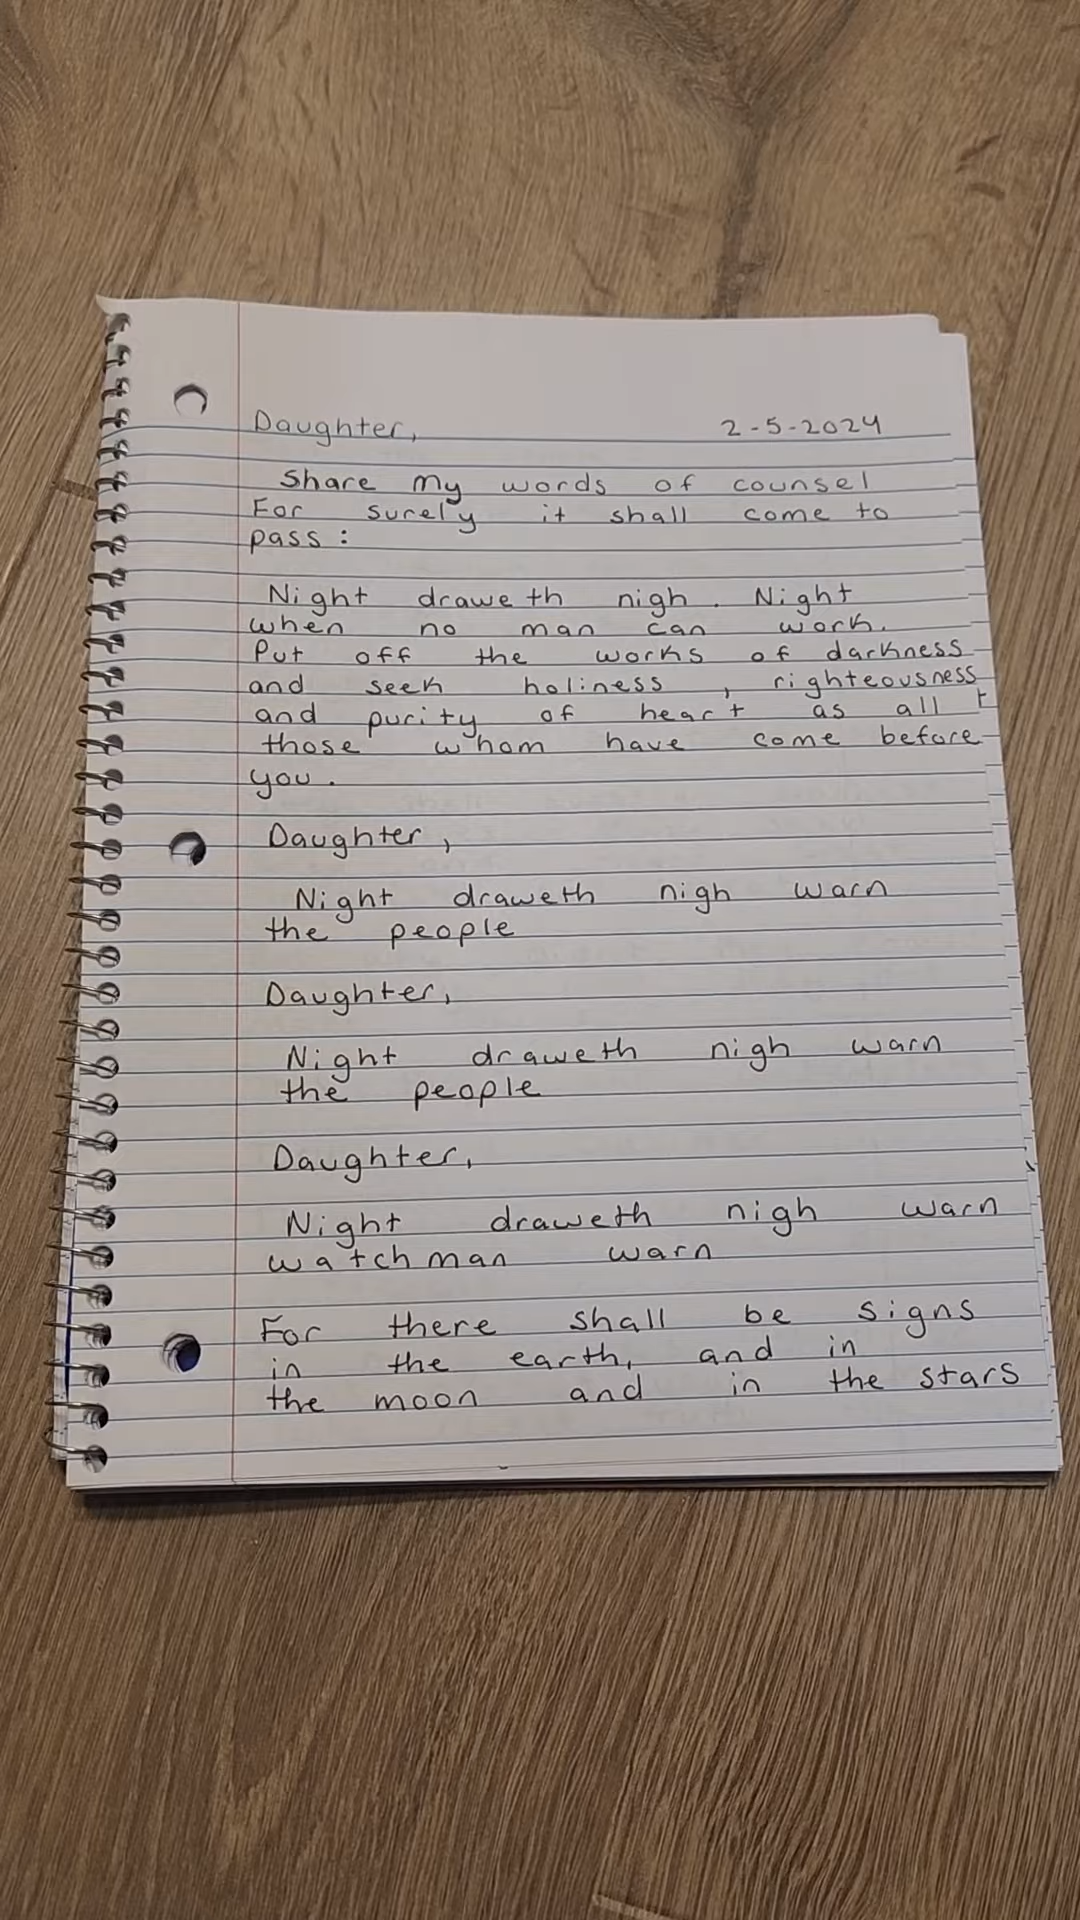 Daughter, 2-5-2024
Share my words of counsel
For surely it shall come to
pass:
Night draweth nigh. Night
when no man can work.
Put off the works of darkness
and seek holiness, righteousness
and purity of heart as all
those whom have come before
you.
Daughter,
Night draweth nigh warn
the people
Daughter,
Night draweth nigh warn
the people
Daughter,
Night draweth nigh warn
watchman warn
For there shall be signs
in the earth, and in
the moon and in the stars